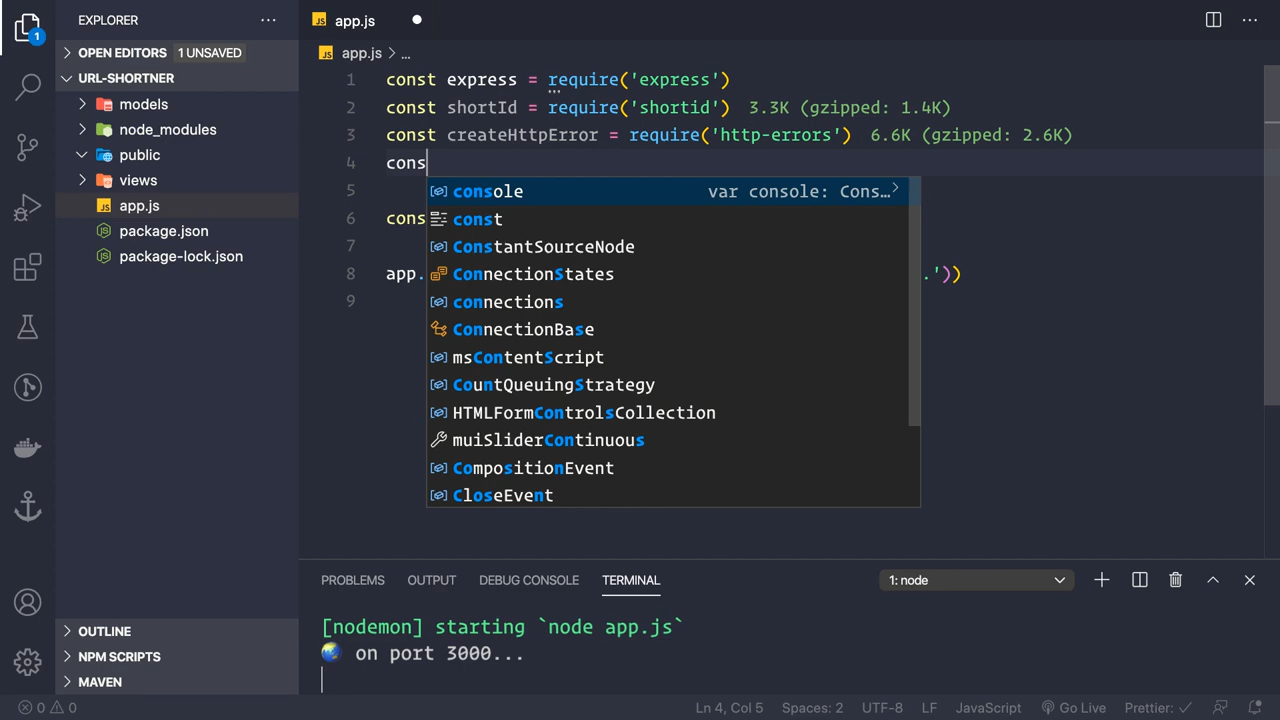 EXPLORER
1
OPEN EDITORS 1 UNSAVED
URL-SHORTNER
models
node_modules
public
views
JS app.js
package.json
package-lock.json
OUTLINE
NPM SCRIPTS
MAVEN
JS app.js
JS app.js > ...
1 const express = require('express')
2 const shortId = require('shortid') 3.3K (gzipped: 1.4K)
3 const createHttpError = require('http-errors') 6.6K (gzipped: 2.6K)
4 cons
5
6 cons
7
8 app. .'))
9
console var console: Cons…
const
ConstantSourceNode
ConnectionStates
connections
ConnectionBase
msContentScript
CountQueuingStrategy
HTMLFormControlsCollection
muiSliderContinuous
CompositionEvent
CloseEvent
PROBLEMS OUTPUT DEBUG CONSOLE TERMINAL 1: node
[nodemon] starting `node app.js`
🌏 on port 3000...
0 0 Ln 4, Col 5 Spaces: 2 UTF-8 LF JavaScript Go Live Prettier: ✓